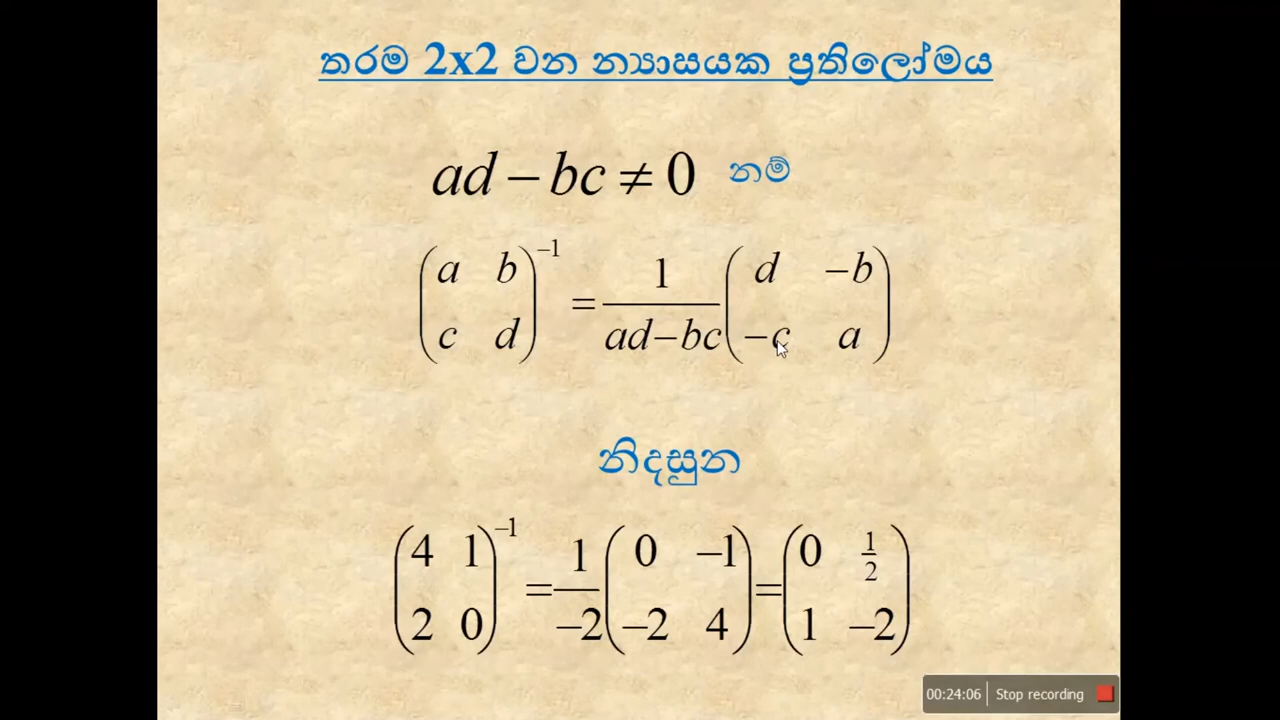 තරම 2x2 වන න්‍යාසයක ප්‍රතිලෝමය
ad − bc ≠ 0 නම්
(a b; c d)⁻¹ = 1/(ad−bc) (d −b; −c a)
නිදසුන
(4 1; 2 0)⁻¹ = 1/−2 (0 −1; −2 4) = (0 1/2; 1 −2)
00:24:06 Stop recording